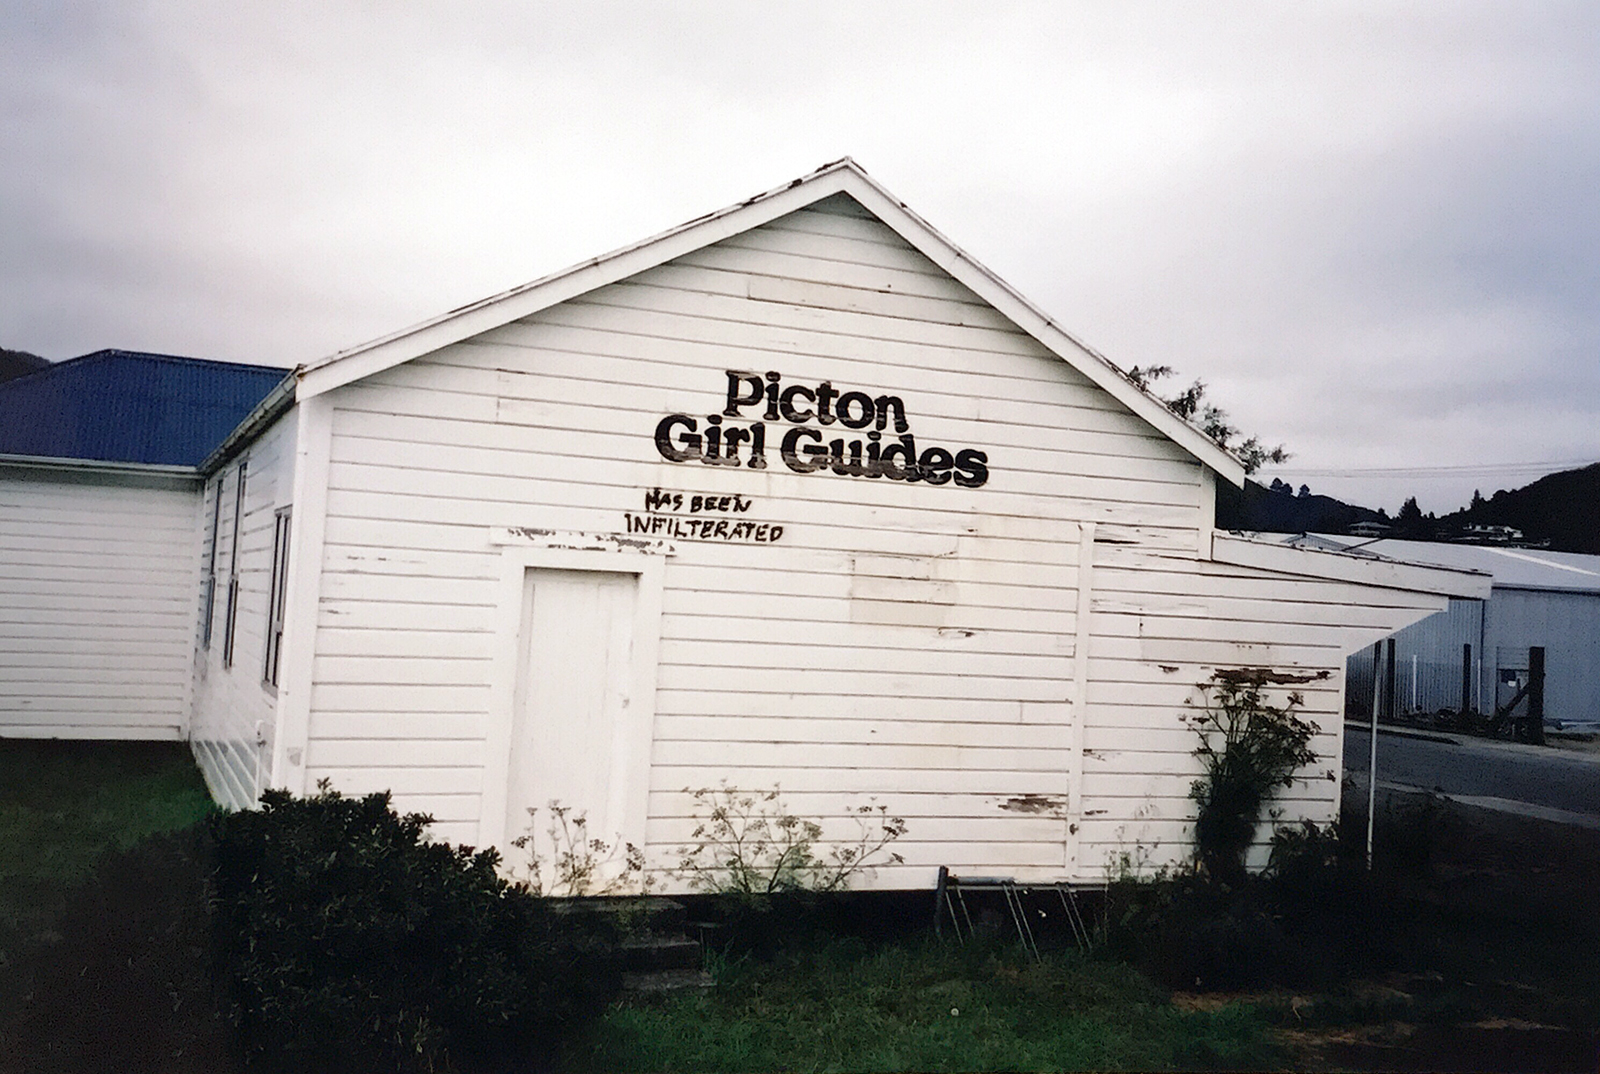 Picton
Girl Guides
HAS BEEN
INFILTERATED